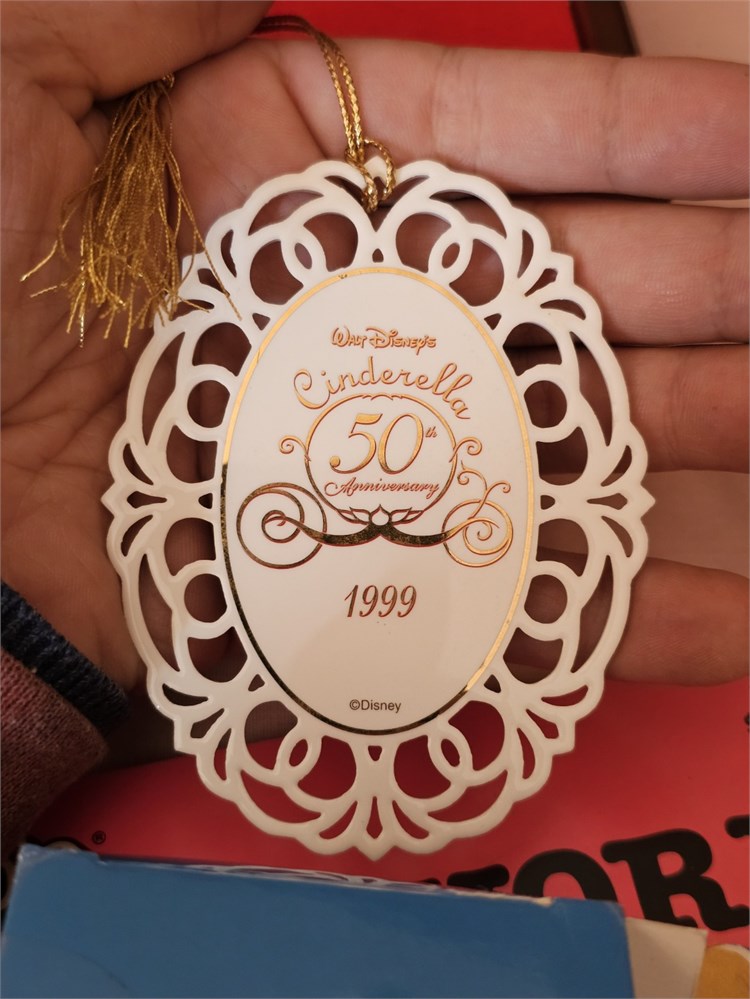 Walt Disney's
Cinderella
50th
Anniversary
1999
©Disney
®